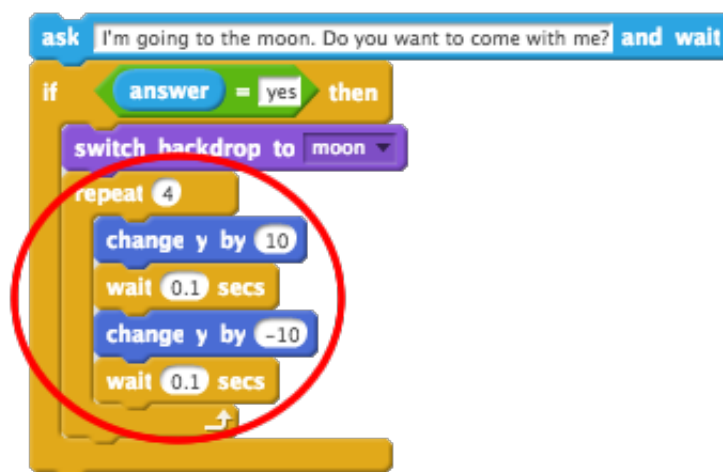 ask I'm going to the moon. Do you want to come with me? and wait
if answer = yes then
switch backdrop to moon
repeat 4
change y by 10
wait 0.1 secs
change y by -10
wait 0.1 secs